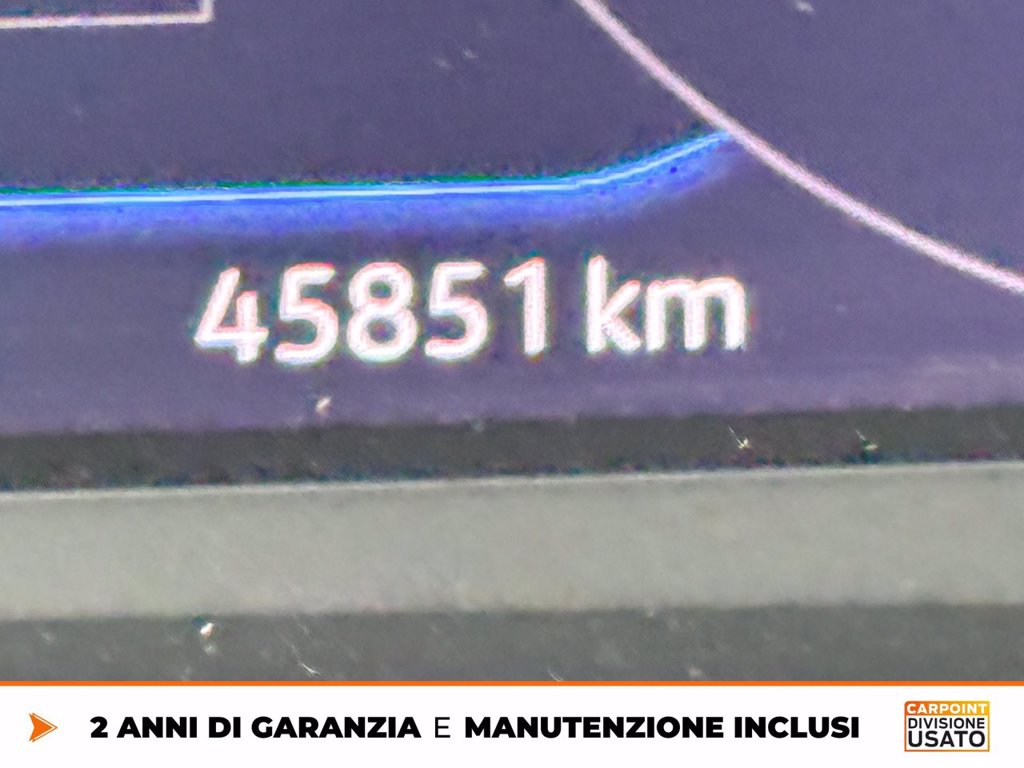 45851 km
2 ANNI DI GARANZIA E MANUTENZIONE INCLUSI
CARPOINT
DIVISIONE
USATO